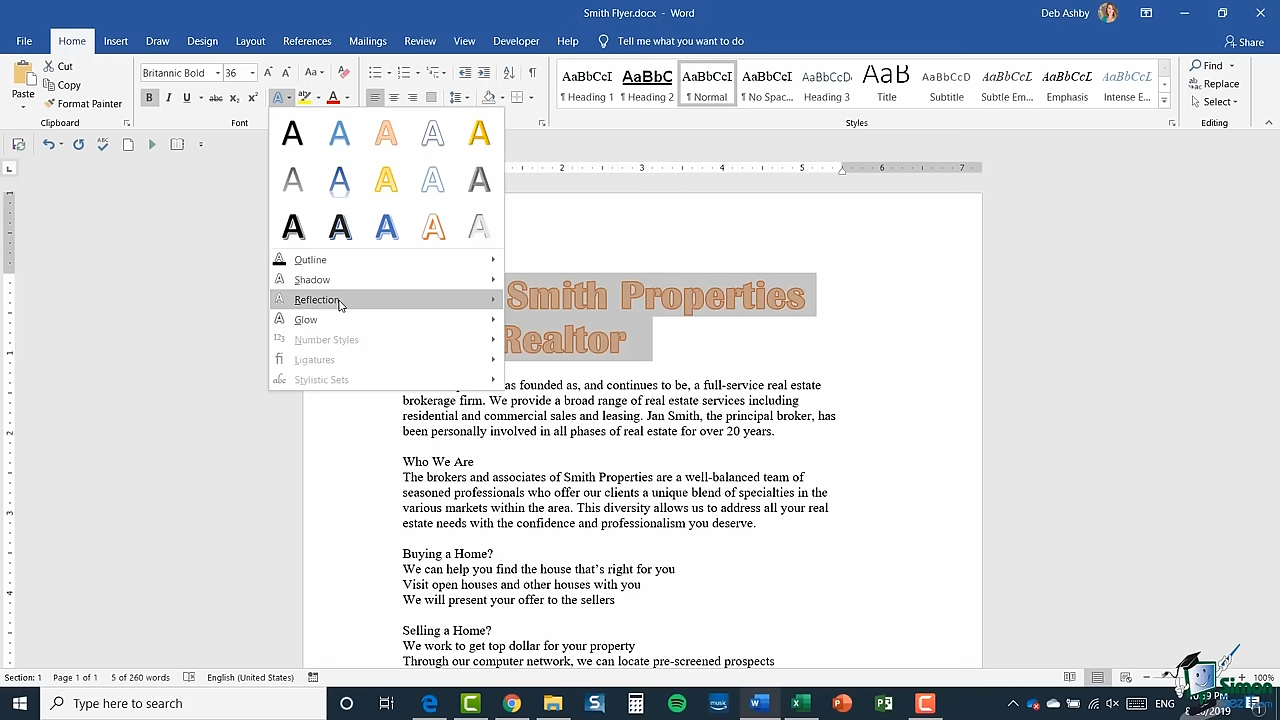 Smith Flyer.docx - Word
Deb Ashby
File Home Insert Draw Design Layout References Mailings Review View Developer Help Tell me what you want to do
Share
Paste
Cut
Copy
Format Painter
Clipboard
Britannic Bold 36
Font
AaBbCcI AaBbC AaBbCcI AaBbCcI AaBbCcD AaB AaBbCcD AaBbCcI AaBbCcI AaBbCcI
¶ Heading 1 ¶ Heading 2 ¶ Normal ¶ No Spac... Heading 3 Title Subtitle Subtle Em... Emphasis Intense E...
Styles
Find
Replace
Select
Editing
2 3 4 5 6 7
Outline
Shadow
Reflection
Glow
Number Styles
Ligatures
Stylistic Sets
Smith Properties
Realtor
as founded as, and continues to be, a full-service real estate
brokerage firm. We provide a broad range of real estate services including
residential and commercial sales and leasing. Jan Smith, the principal broker, has
been personally involved in all phases of real estate for over 20 years.
Who We Are
The brokers and associates of Smith Properties are a well-balanced team of
seasoned professionals who offer our clients a unique blend of specialties in the
various markets within the area. This diversity allows us to address all your real
estate needs with the confidence and professionalism you deserve.
Buying a Home?
We can help you find the house that's right for you
Visit open houses and other houses with you
We will present your offer to the sellers
Selling a Home?
We work to get top dollar for your property
Through our computer network, we can locate pre-screened prospects
Section: 1 Page 1 of 1 5 of 260 words English (United States) 100%
Type here to search
ENG
Simon